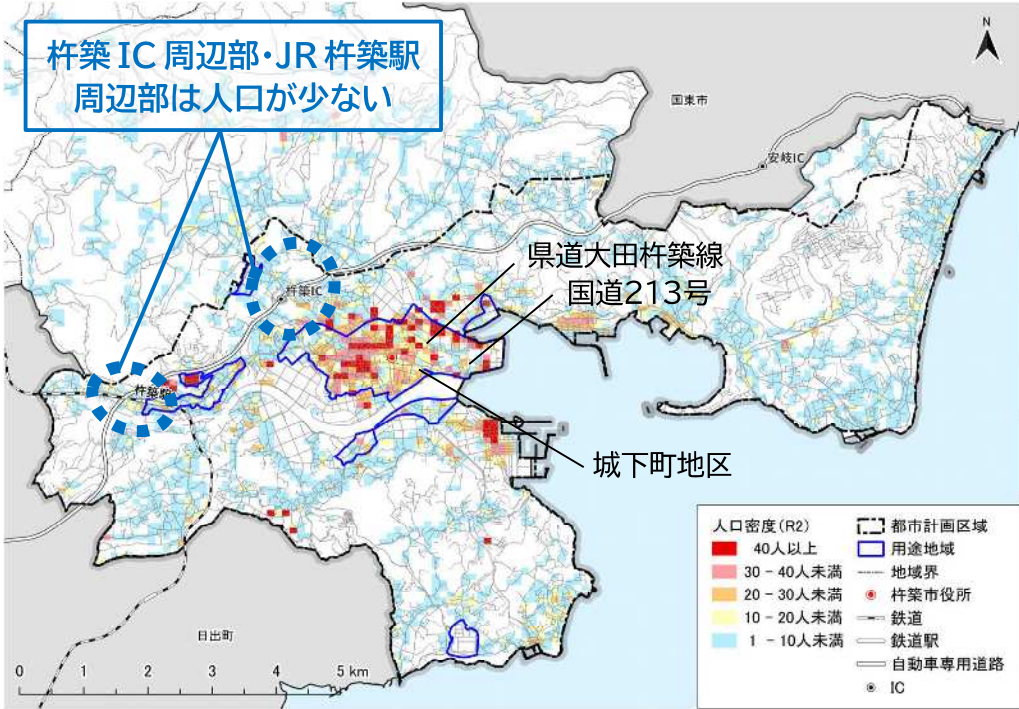 杵築IC周辺部・JR杵築駅
周辺部は人口が少ない
N
国東市
安岐IC
県道大田杵築線
国道213号
杵築IC
杵築駅
城下町地区
日出町
0 1 2 3 4 5 km
人口密度(R2)
40人以上
30 - 40人未満
20 - 30人未満
10 - 20人未満
1 - 10人未満
都市計画区域
用途地域
地域界
杵築市役所
鉄道
鉄道駅
自動車専用道路
IC